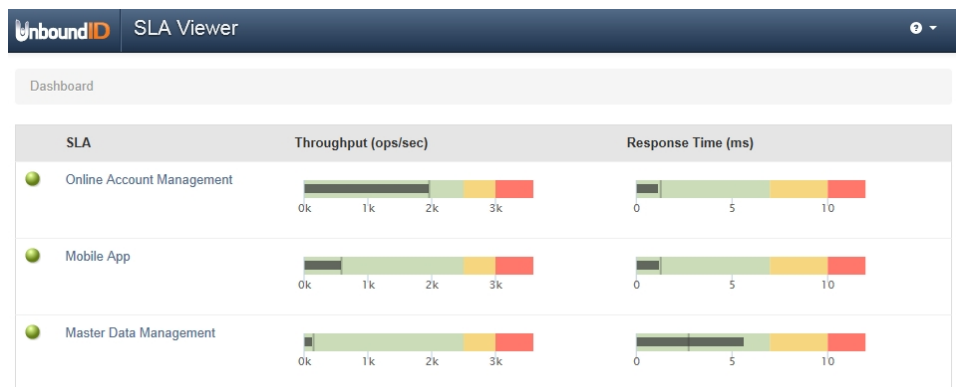 UnboundID SLA Viewer ?
Dashboard
SLA Throughput (ops/sec) Response Time (ms)
Online Account Management
0k 1k 2k 3k 0 5 10
Mobile App
0k 1k 2k 3k 0 5 10
Master Data Management
0k 1k 2k 3k 0 5 10